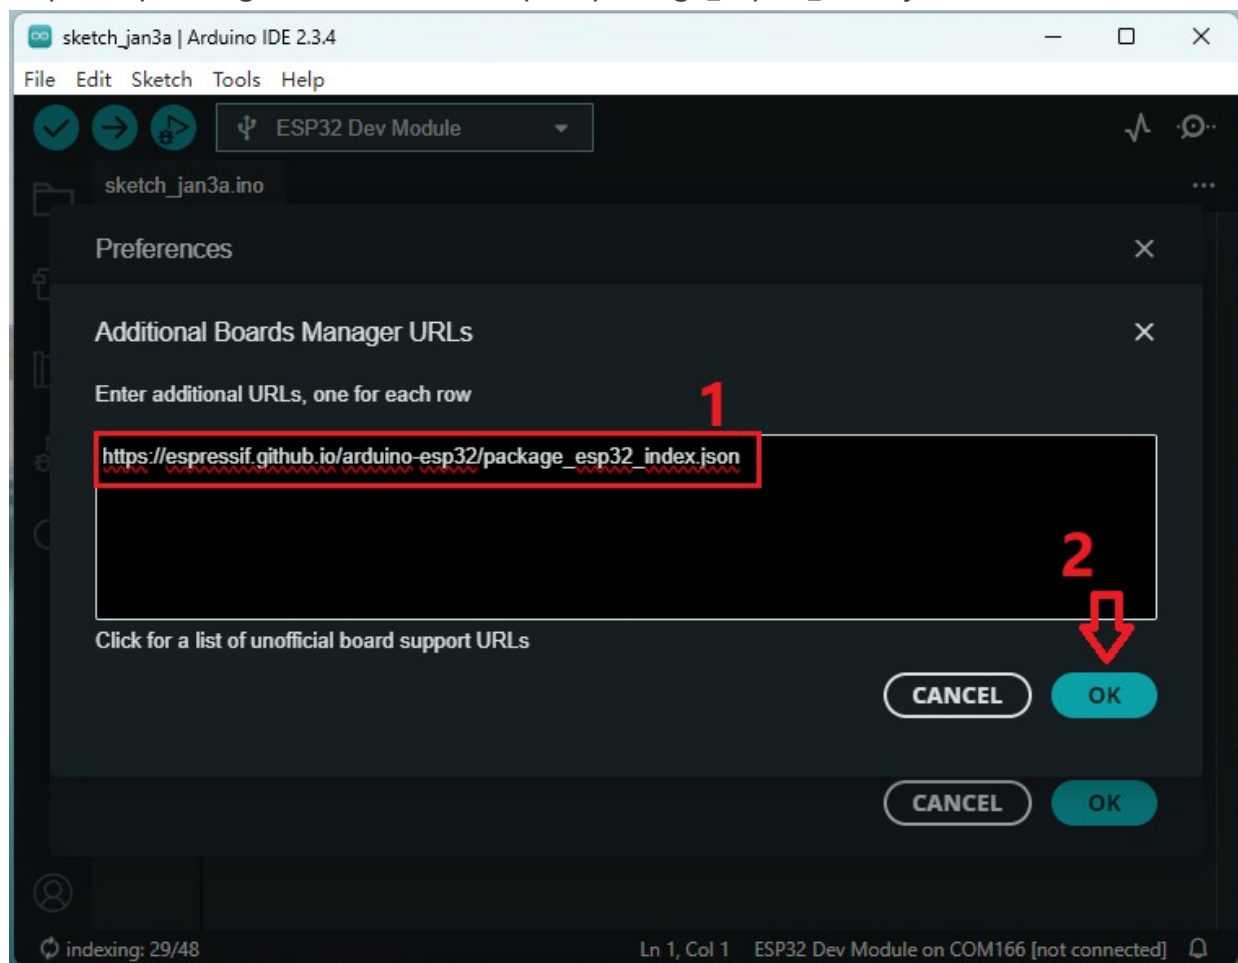 sketch_jan3a | Arduino IDE 2.3.4
File Edit Sketch Tools Help
ESP32 Dev Module
sketch_jan3a.ino
Preferences
Additional Boards Manager URLs
Enter additional URLs, one for each row
1
https://espressif.github.io/arduino-esp32/package_esp32_index.json
2
Click for a list of unofficial board support URLs
CANCEL OK
CANCEL OK
indexing: 29/48 Ln 1, Col 1 ESP32 Dev Module on COM166 [not connected]